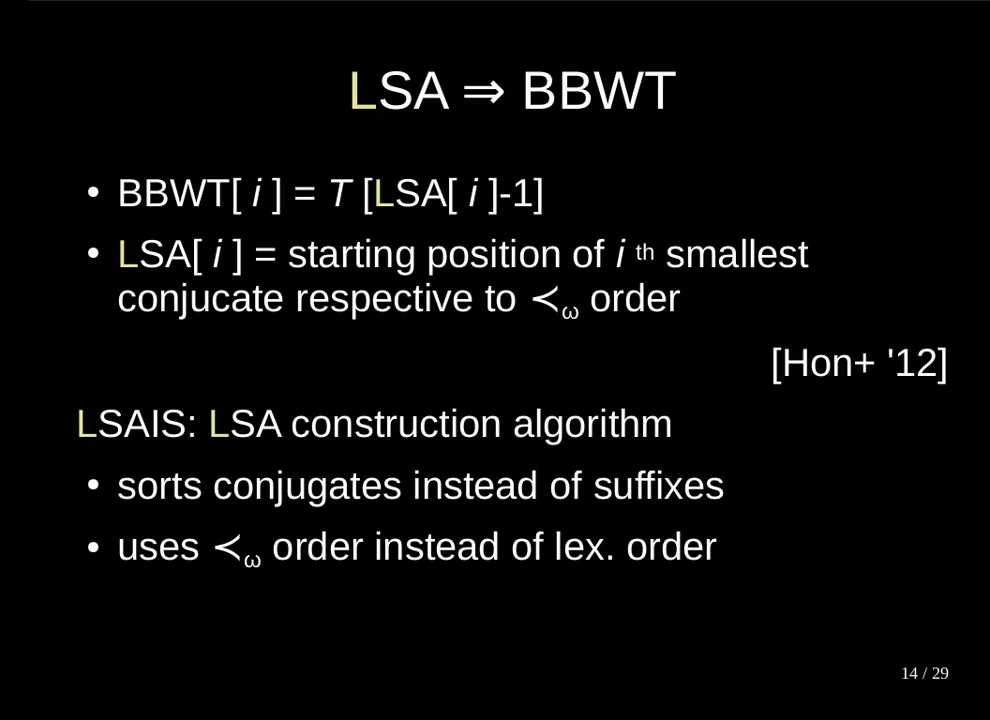 LSA ⇒ BBWT
• BBWT[ i ] = T [LSA[ i ]-1]
• LSA[ i ] = starting position of i th smallest
conjucate respective to ≺ω order
[Hon+ '12]
LSAIS: LSA construction algorithm
• sorts conjugates instead of suffixes
• uses ≺ω order instead of lex. order
14 / 29